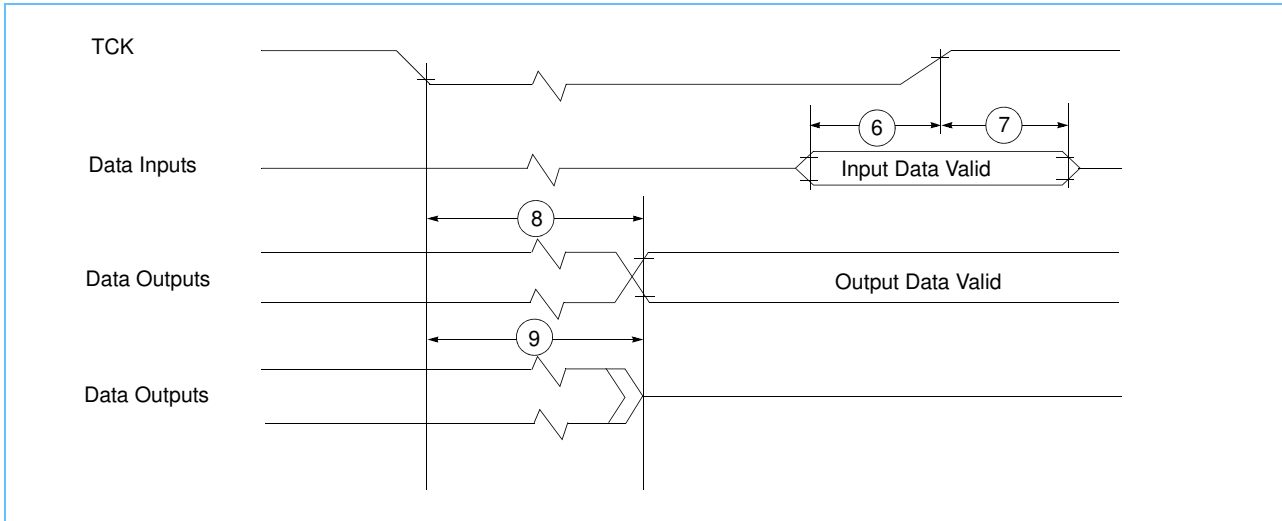 TCK
6
7
Data Inputs
Input Data Valid
8
Data Outputs
Output Data Valid
9
Data Outputs